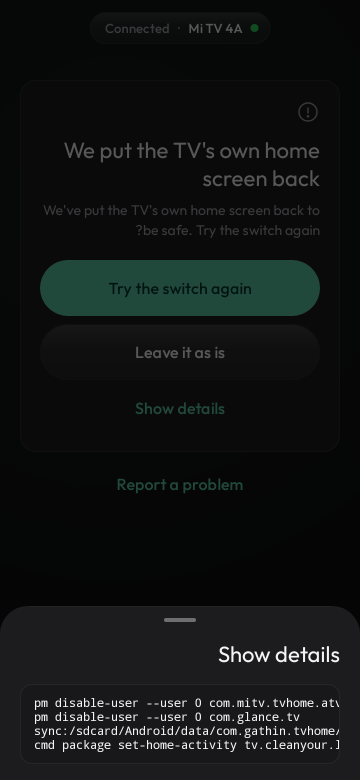 Connected · Mi TV 4A
We put the TV's own home
screen back
We've put the TV's own home screen back to
be safe. Try the switch again?
Try the switch again
Leave it as is
Show details
Report a problem
Show details
pm disable-user --user 0 com.mitv.tvhome.atv
pm disable-user --user 0 com.glance.tv
sync:/sdcard/Android/data/com.gathin.tvhome/
cmd package set-home-activity tv.cleanyour.l